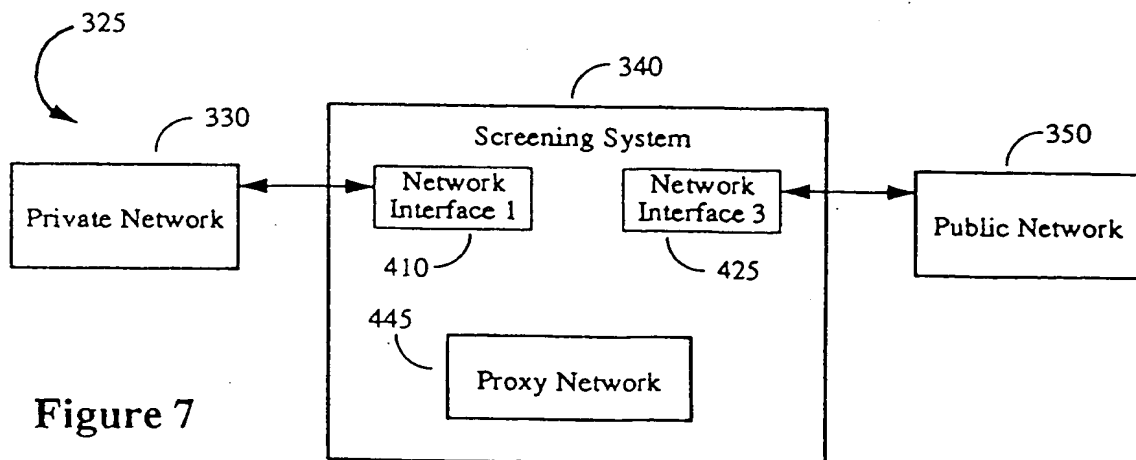 325
340
330
350
Screening System
Network
Interface 1
Network
Interface 3
Private Network
Public Network
410
425
445
Proxy Network
Figure 7